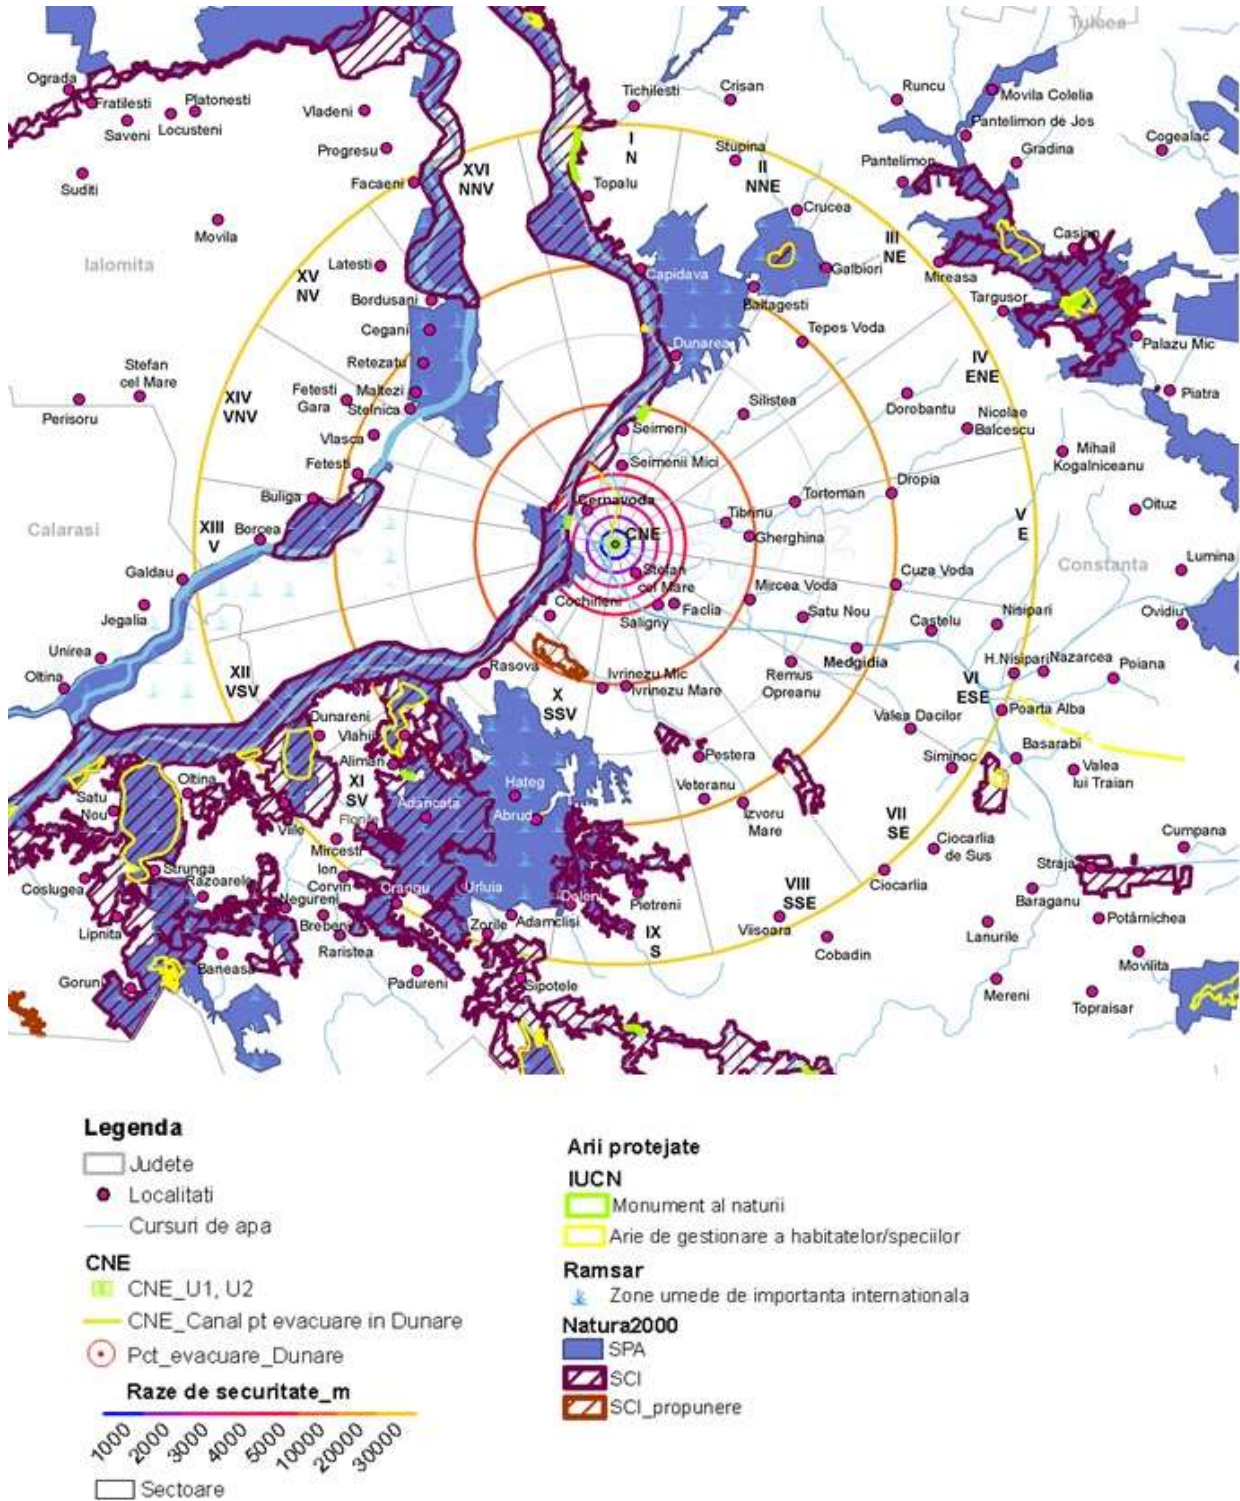 Tulcea
Ograda
Fratilesti
Platonesti
Saveni
Locusteni
Vladeni
Tichilesti
Crisan
Runcu
Movila Colelia
Pantelimon de Jos
Cogealac
Progresu
I
N
Stupina
II
NNE
Pantelimon
Gradina
Suditi
Facaeni
XVI
NNV
Topalu
Movila
Crucea
III
NE
Casian
Ialomita
Latesti
XV
NV
Capidava
Galbiori
Mireasa
Bordusani
Baltagesti
Targusor
Cegani
Tepes Voda
Palazu Mic
Dunarea
Stefan
cel Mare
Retezatu
IV
ENE
Perisoru
XIV
VNV
Fetesti
Gara
Maltezi
Stelnica
Silistea
Dorobantu
Nicolae
Balcescu
Piatra
Vlasca
Seimeni
Mihail
Kogalniceanu
Fetesti
Seimenii Mici
Buliga
Dropia
Cernavoda
Tortoman
Oituz
Calarasi
XIII
V
Borcea
Tibrinu
V
E
CNE
Gherghina
Constanta
Lumina
Galdau
Stefan
cel Mare
Cuza Voda
Mircea Voda
Jegalia
Cochirleni
Saligny
Faclia
Satu Nou
Castelu
Nisipari
Ovidiu
Unirea
Medgidia
H.Nisipari
Nazarcea
Poiana
Oltina
XII
VSV
Rasova
X
SSV
Ivrinezu Mic
Ivrinezu Mare
Remus
Opreanu
VI
ESE
Poarta Alba
Dunareni
Vlahii
Valea Dacilor
Aliman
Pestera
Siminoc
Basarabi
Valea
lui Traian
Oltina
XI
SV
Satu
Nou
Hateg
Veteranu
Adancata
Abrud
Izvoru
Mare
VII
SE
Viile
Florile
Mircesti
Ciocarlia
de Sus
Cumpana
Strunga
Ion
Corvin
Straja
Coslugea
Razoarele
Negureni
Orangu
Urluia
Deleni
Pietreni
VIII
SSE
Ciocarlia
Baraganu
Lipnita
Brebeni
Zorile
Adamclisi
IX
S
Viisoara
Lanurile
Potârnichea
Baneasa
Raristea
Cobadin
Movilita
Gorun
Padureni
Sipotele
Mereni
Topraisar
Legenda
Judete
Localitati
Cursuri de apa
CNE
CNE_U1, U2
CNE_Canal pt evacuare in Dunare
Pct_evacuare_Dunare
Raze de securitate_m
1000 2000 3000 4000 5000 10000 20000 30000
Sectoare
Arii protejate
IUCN
Monument al naturii
Arie de gestionare a habitatelor/speciilor
Ramsar
Zone umede de importanta internationala
Natura2000
SPA
SCI
SCI_propunere